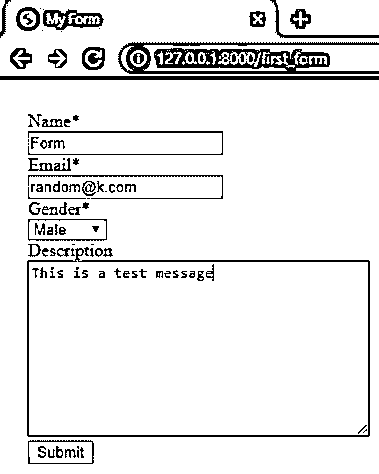 My Form
127.0.0.1:8000/first_form
Name*
Form
Email*
random@k.com
Gender*
Male
Description
This is a test message
Submit